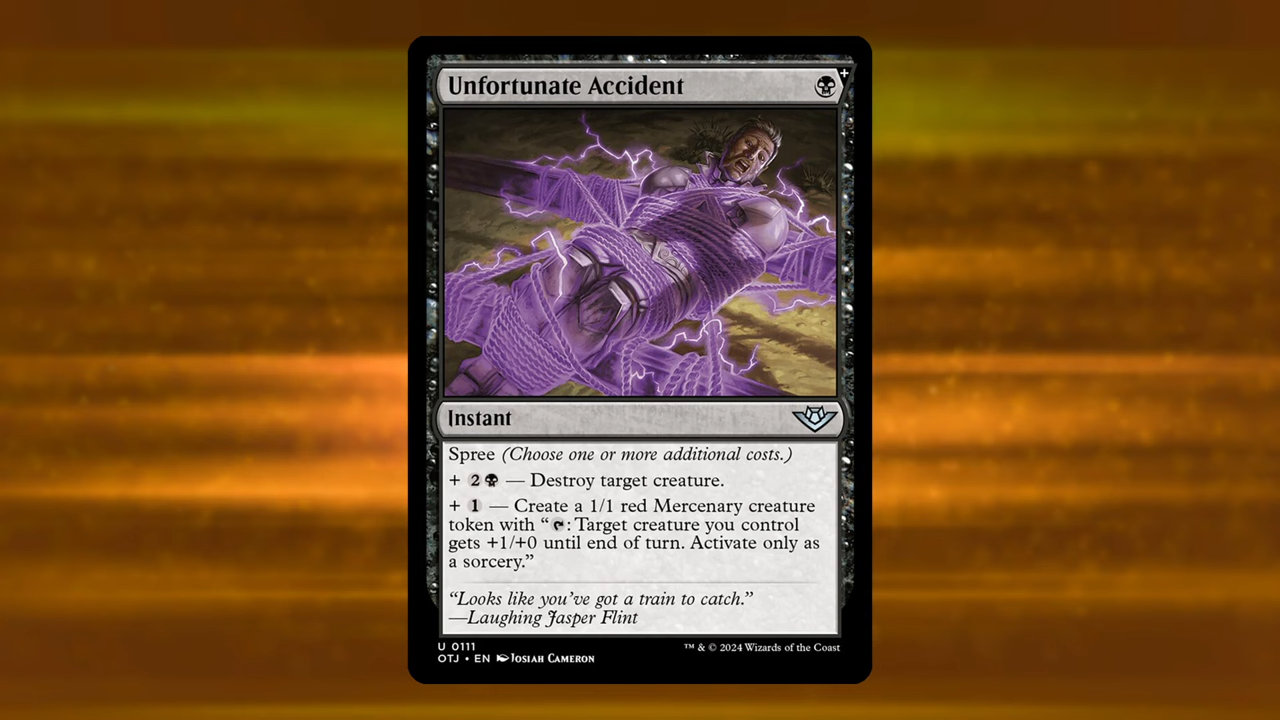 Unfortunate Accident
Instant
Spree (Choose one or more additional costs.)
+ 2 — Destroy target creature.
+ 1 — Create a 1/1 red Mercenary creature
token with “ : Target creature you control
gets +1/+0 until end of turn. Activate only as
a sorcery.”
“Looks like you’ve got a train to catch.”
—Laughing Jasper Flint
U 0111
™ & © 2024 Wizards of the Coast
OTJ • EN Josiah Cameron